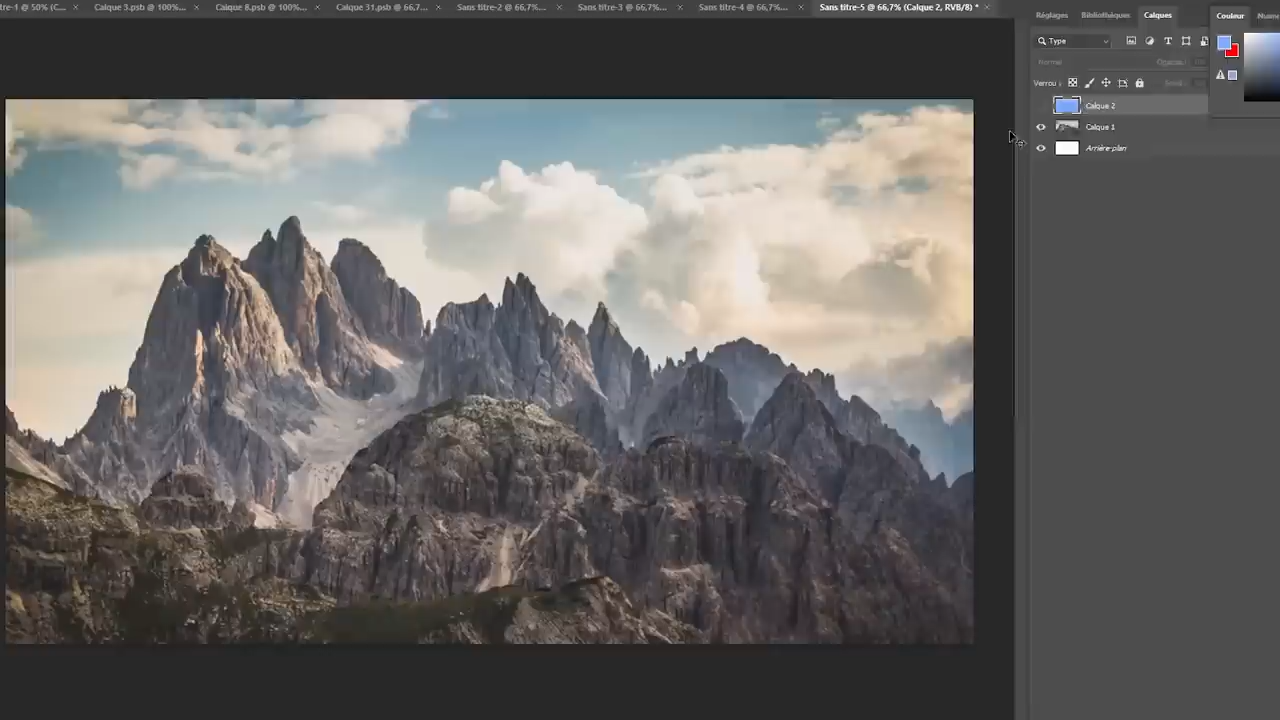 tre-1 @ 50% (C... × Calque 3.psb @ 100%... × Calque 8.psb @ 100%... × Calque 31.psb @ 66,7... × Sans titre-2 @ 66,7%... × Sans titre-3 @ 66,7%... × Sans titre-4 @ 66,7%... × Sans titre-5 @ 66,7% (Calque 2, RVB/8) * ×
Réglages Bibliothèques Calques Couleur
Type
Normal
Verrou :
Calque 2
Calque 1
Arrière-plan